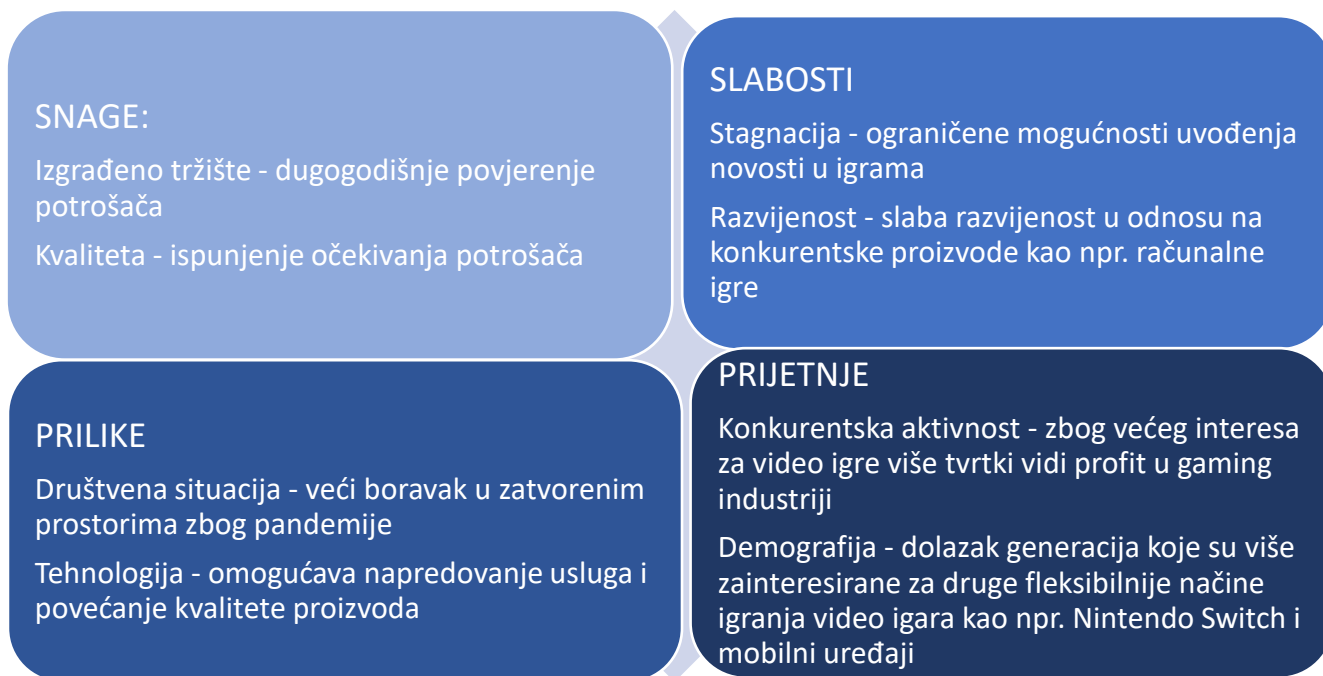 SNAGE:
Izgrađeno tržište - dugogodišnje povjerenje
potrošača
Kvaliteta - ispunjenje očekivanja potrošača
SLABOSTI
Stagnacija - ograničene mogućnosti uvođenja
novosti u igrama
Razvijenost - slaba razvijenost u odnosu na
konkurentske proizvode kao npr. računalne
igre
PRILIKE
Društvena situacija - veći boravak u zatvorenim
prostorima zbog pandemije
Tehnologija - omogućava napredovanje usluga i
povećanje kvalitete proizvoda
PRIJETNJE
Konkurentska aktivnost - zbog većeg interesa
za video igre više tvrtki vidi profit u gaming
industriji
Demografija - dolazak generacija koje su više
zainteresirane za druge fleksibilnije načine
igranja video igara kao npr. Nintendo Switch i
mobilni uređaji